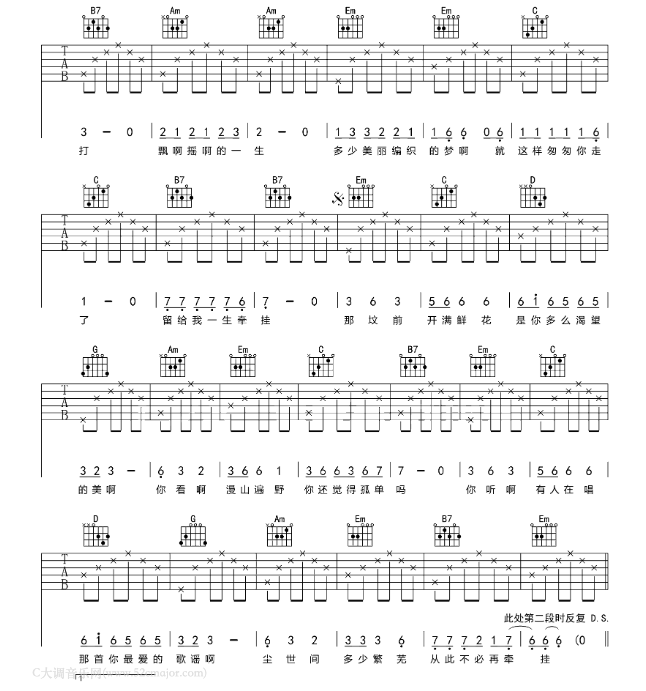 B7 Am Am Em Em C
T A B
3 - 0 2 1 2 1 2 3 2 - 0 1 3 3 2 2 1 1 6 6 0 6 1 1 1 1 1 6
打 飘啊摇啊的一 生 多少美丽编织 的梦啊 就 这样匆匆你走
C B7 B7 Em C D
T A B
1 - 0 7 7 7 7 7 6 7 - 0 3 6 3 5 6 6 6 6 i 6 5 6 5
了 留给我一生牵 挂 那 坟 前 开满鲜 花 是你多么渴望
G Am Em C B7 Em C
T A B
3 2 3 - 6 3 2 3 6 6 1 3 6 6 3 6 7 7 - 0 3 6 3 5 6 6 6
的美啊 你 看 啊 漫山遍 野 你还觉得孤单 吗 你 听 啊 有人在 唱
D G Am Em B7 Em
T A B
此处第二段时反复 D.S.
6 i 6 5 6 5 3 2 3 6 3 2 3 3 3 6 7 7 7 2 1 7 6 6 6 (0
那首你最爱的 歌谣啊 尘 世 间 多少繁 芜 从此不必再牵 挂
C大调音乐网(www.52cmajor.com)